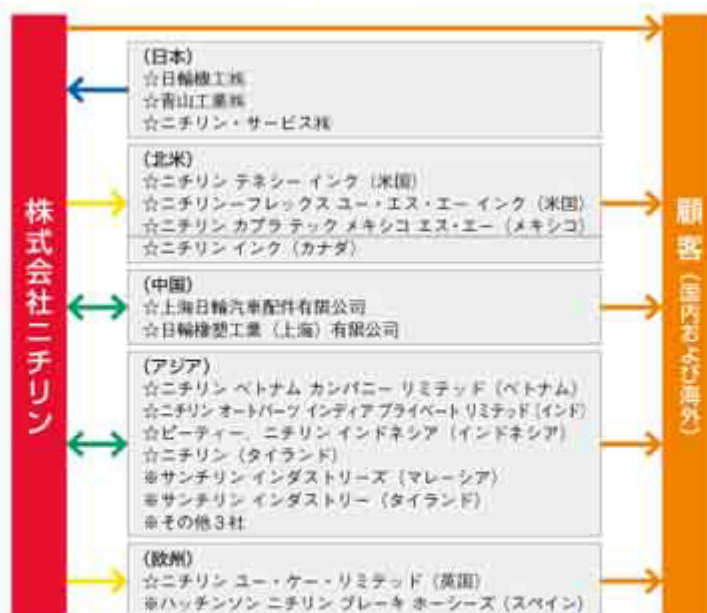 株式会社ニチリン
(日本)
☆日輪機工㈱
☆青山工業㈱
☆ニチリン・サービス㈱
(北米)
☆ニチリン テネシー インク（米国）
☆ニチリンーフレックス ユー・エス・エー インク（米国）
☆ニチリン カプラ テック メキシコ エス・エー（メキシコ）
☆ニチリン インク（カナダ）
(中国)
☆上海日輪汽車配件有限公司
☆日輪橡塑工業（上海）有限公司
(アジア)
☆ニチリン ベトナム カンパニー リミテッド（ベトナム）
☆ニチリン オートパーツ インディア プライベート リミテッド（インド）
☆ピーティー．ニチリン インドネシア（インドネシア）
☆ニチリン（タイランド）
※サンチリン インダストリーズ（マレーシア）
※サンチリン インダストリー（タイランド）
※その他３社
(欧州)
☆ニチリン ユー・ケー・リミテッド（英国）
※ハッチンソン ニチリン ブレーキ ホーシーズ（スペイン）
顧客（国内および海外）